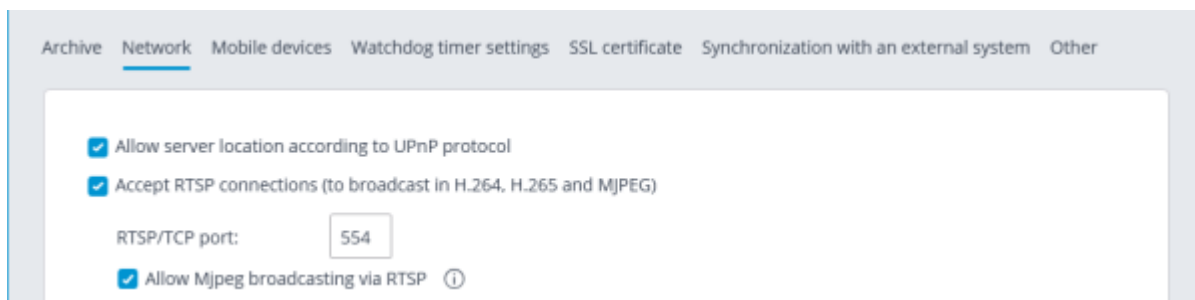 Archive Network Mobile devices Watchdog timer settings SSL certificate Synchronization with an external system Other
Allow server location according to UPnP protocol
Accept RTSP connections (to broadcast in H.264, H.265 and MJPEG)
RTSP/TCP port: 554
Allow Mjpeg broadcasting via RTSP